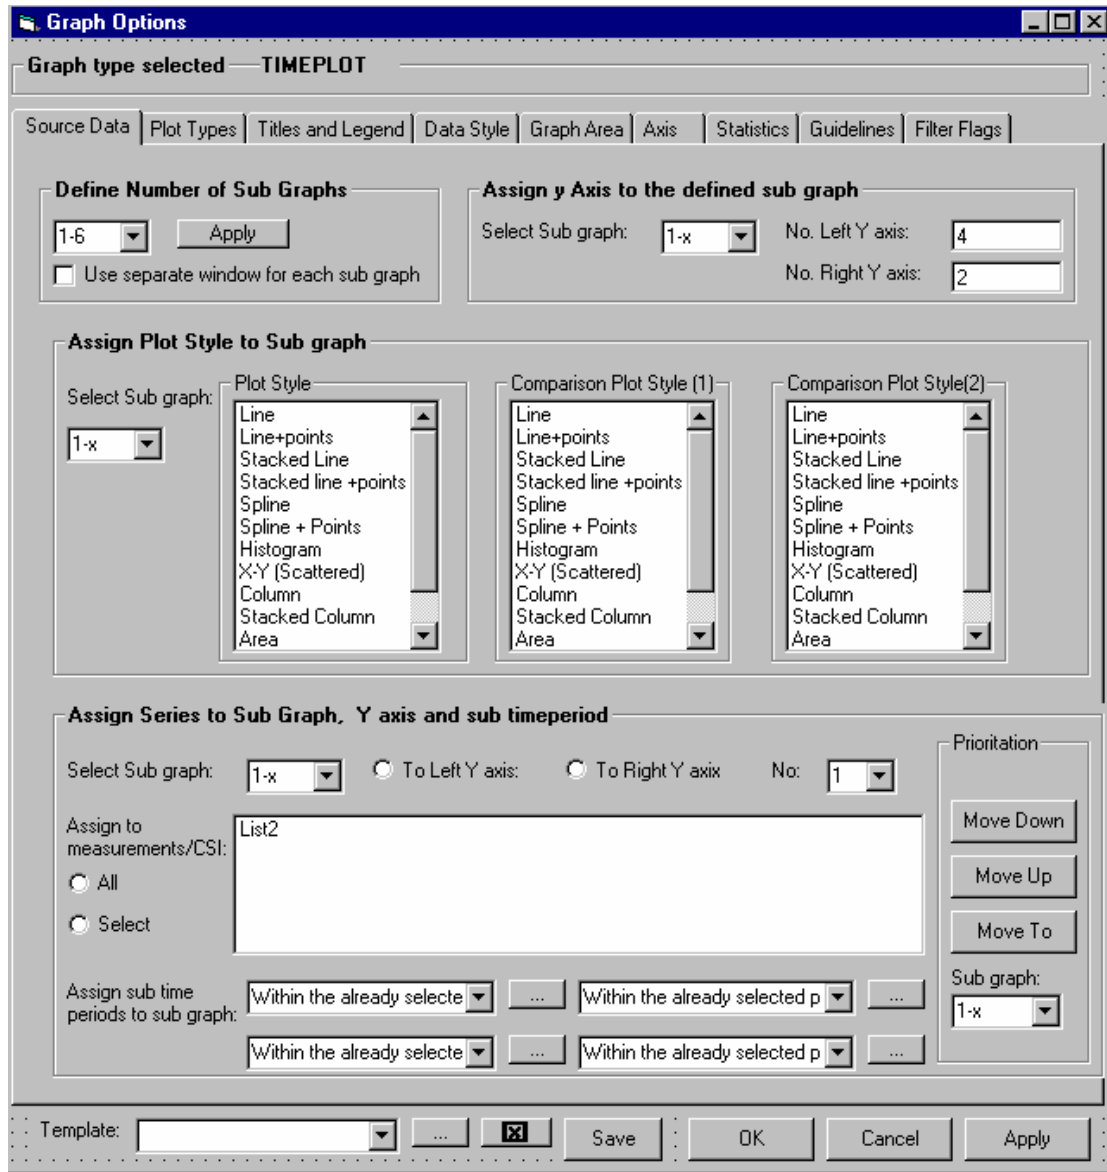 Graph Options
Graph type selected TIMEPLOT
Source Data Plot Types Titles and Legend Data Style Graph Area Axis Statistics Guidelines Filter Flags
Define Number of Sub Graphs
1-6 Apply
Use separate window for each sub graph
Assign y Axis to the defined sub graph
Select Sub graph: 1-x No. Left Y axis: 4
No. Right Y axis: 2
Assign Plot Style to Sub graph
Select Sub graph:
1-x
Plot Style
Line
Line+points
Stacked Line
Stacked line +points
Spline
Spline + Points
Histogram
X-Y (Scattered)
Column
Stacked Column
Area
Comparison Plot Style (1)
Line
Line+points
Stacked Line
Stacked line +points
Spline
Spline + Points
Histogram
X-Y (Scattered)
Column
Stacked Column
Area
Comparison Plot Style(2)
Line
Line+points
Stacked Line
Stacked line +points
Spline
Spline + Points
Histogram
X-Y (Scattered)
Column
Stacked Column
Area
Assign Series to Sub Graph, Y axis and sub timeperiod
Select Sub graph: 1-x To Left Y axis: To Right Y axix No: 1
Assign to
measurements/CSI:
All
Select
List2
Assign sub time
periods to sub graph:
Within the already selecte ... Within the already selected p ...
Within the already selecte ... Within the already selected p ...
Prioritation
Move Down
Move Up
Move To
Sub graph:
1-x
Template: ... Save OK Cancel Apply